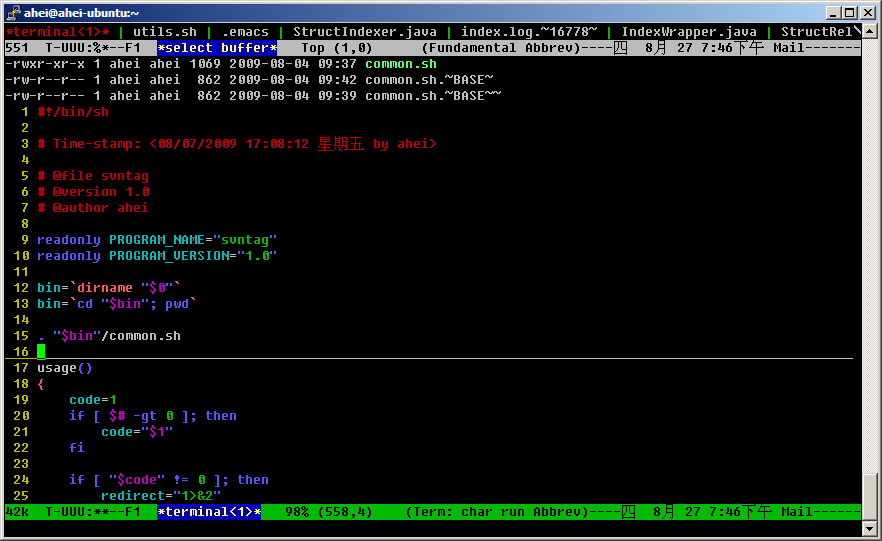 ahei@ahei-ubuntu:~
*terminal<1>* | utils.sh | .emacs | StructIndexer.java | index.log.~16778~ | IndexWrapper.java | StructRel\
551  T-UUU:%*--F1  *select buffer*   Top (1,0)      (Fundamental Abbrev)----四  8月 27 7:46下午 Mail-------
-rwxr-xr-x 1 ahei ahei 1069 2009-08-04 09:37 common.sh
-rw-r--r-- 1 ahei ahei  862 2009-08-04 09:42 common.sh.~BASE~
-rw-r--r-- 1 ahei ahei  862 2009-08-04 09:39 common.sh.~BASE~~
1 #!/bin/sh
2
3 # Time-stamp: <08/07/2009 17:08:12 星期五 by ahei>
4
5 # @file svntag
6 # @version 1.0
7 # @author ahei
8
9 readonly PROGRAM_NAME="svntag"
10 readonly PROGRAM_VERSION="1.0"
11
12 bin=`dirname "$0"`
13 bin=`cd "$bin"; pwd`
14
15 . "$bin"/common.sh
16
17 usage()
18 {
19     code=1
20     if [ $# -gt 0 ]; then
21         code="$1"
22     fi
23
24     if [ "$code" != 0 ]; then
25         redirect="1>&2"
42k  T-UUU:**--F1  *terminal<1>*   98% (558,4)    (Term: char run Abbrev)----四  8月 27 7:46下午 Mail------